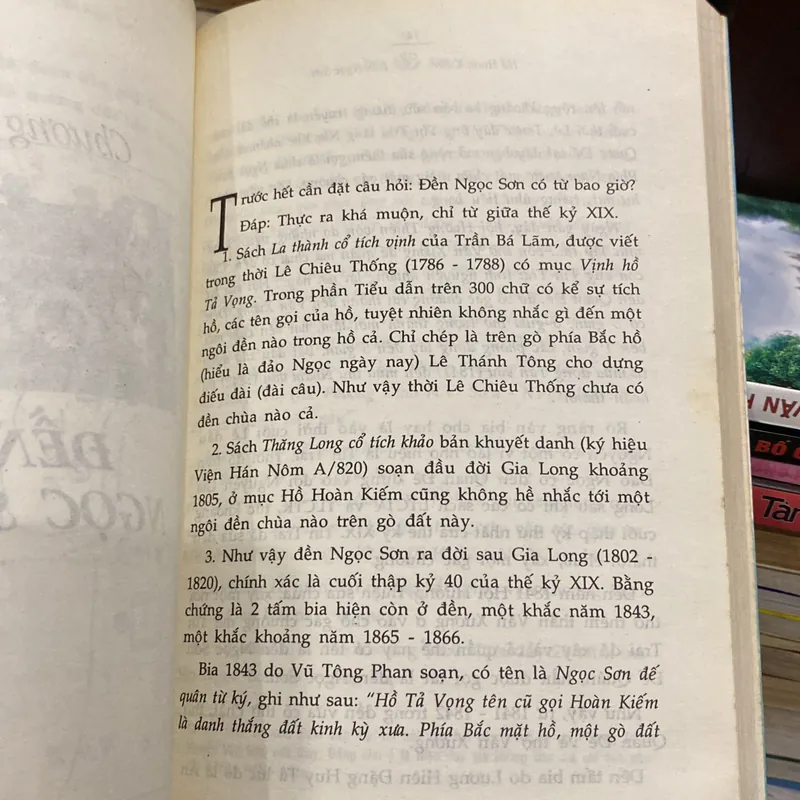 Trước hết cần đặt câu hỏi: Đền Ngọc Sơn có từ bao giờ?
Đáp: Thực ra khá muộn, chỉ từ giữa thế kỷ XIX.
1. Sách La thành cổ tích vịnh của Trần Bá Lãm, được viết
trong thời Lê Chiêu Thống (1786 - 1788) có mục Vịnh hồ
Tả Vọng. Trong phần Tiểu dẫn trên 300 chữ có kể sự tích
hồ, các tên gọi của hồ, tuyệt nhiên không nhắc gì đến một
ngôi đền nào trong hồ cả. Chỉ chép là trên gò phía Bắc hồ
(hiểu là đảo Ngọc ngày nay) Lê Thánh Tông cho dựng
điếu đài (đài câu). Như vậy thời Lê Chiêu Thống chưa có
đền chùa nào cả.
2. Sách Thăng Long cổ tích khảo bản khuyết danh (ký hiệu
Viện Hán Nôm A/820) soạn đầu đời Gia Long khoảng
1805, ở mục Hồ Hoàn Kiếm cũng không hề nhắc tới một
ngôi đền chùa nào trên gò đất này.
3. Như vậy đền Ngọc Sơn ra đời sau Gia Long (1802 -
1820), chính xác là cuối thập kỷ 40 của thế kỷ XIX. Bằng
chứng là 2 tấm bia hiện còn ở đền, một khắc năm 1843,
một khắc khoảng năm 1865 - 1866.
Bia 1843 do Vũ Tông Phan soạn, có tên là Ngọc Sơn đế
quân từ ký, ghi như sau: “Hồ Tả Vọng tên cũ gọi Hoàn Kiếm
là danh thắng đất kinh kỳ xưa. Phía Bắc mặt hồ, một gò đất
Chương
ĐỀN
NGỌC S
VĂN
BỐ
Tàn